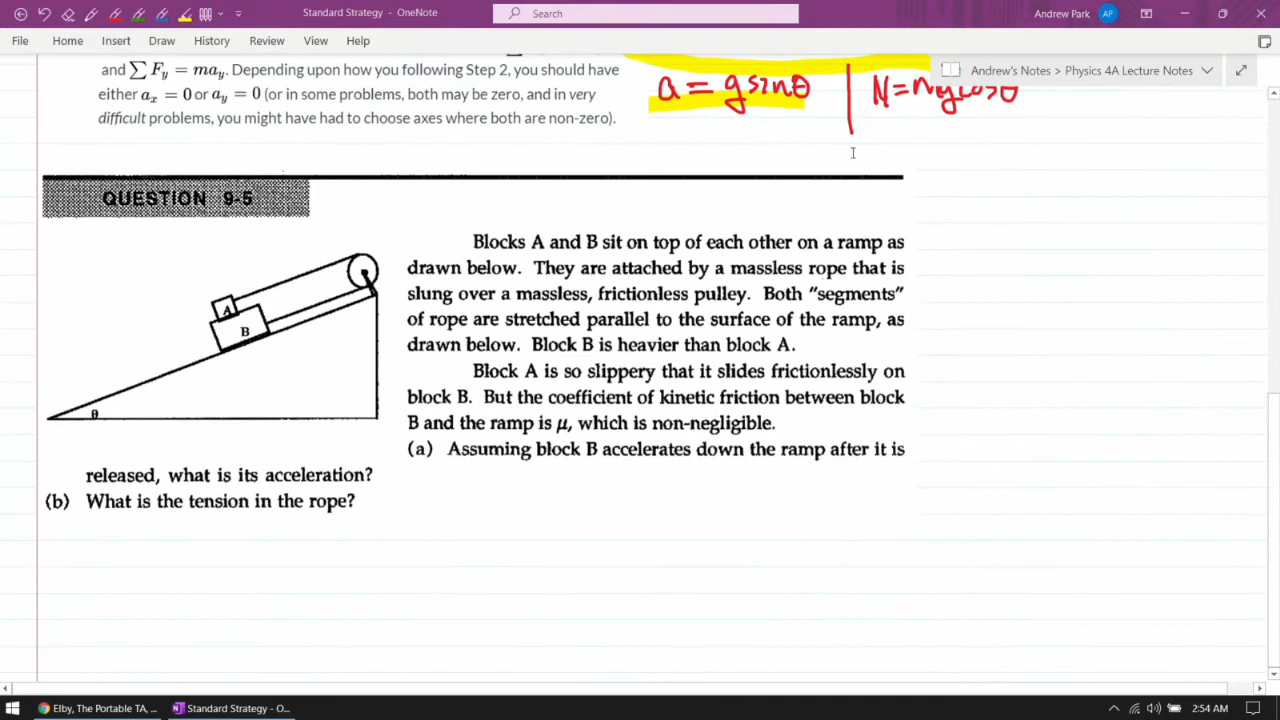 Standard Strategy - OneNote
Search
Andrew Park
AP
File Home Insert Draw History Review View Help
and ∑ Fy = may. Depending upon how you following Step 2, you should have
either ax = 0 or ay = 0 (or in some problems, both may be zero, and in very
difficult problems, you might have had to choose axes where both are non-zero).
a = g sinθ
N = mg cosθ
Andrew's Notes > Physics 4A Lecture Notes
QUESTION 9-5
Blocks A and B sit on top of each other on a ramp as
drawn below. They are attached by a massless rope that is
slung over a massless, frictionless pulley. Both "segments"
of rope are stretched parallel to the surface of the ramp, as
drawn below. Block B is heavier than block A.
Block A is so slippery that it slides frictionlessly on
block B. But the coefficient of kinetic friction between block
B and the ramp is μ, which is non-negligible.
(a) Assuming block B accelerates down the ramp after it is
released, what is its acceleration?
(b) What is the tension in the rope?
A
B
θ
Elby, The Portable TA, ...
Standard Strategy - O...
2:54 AM